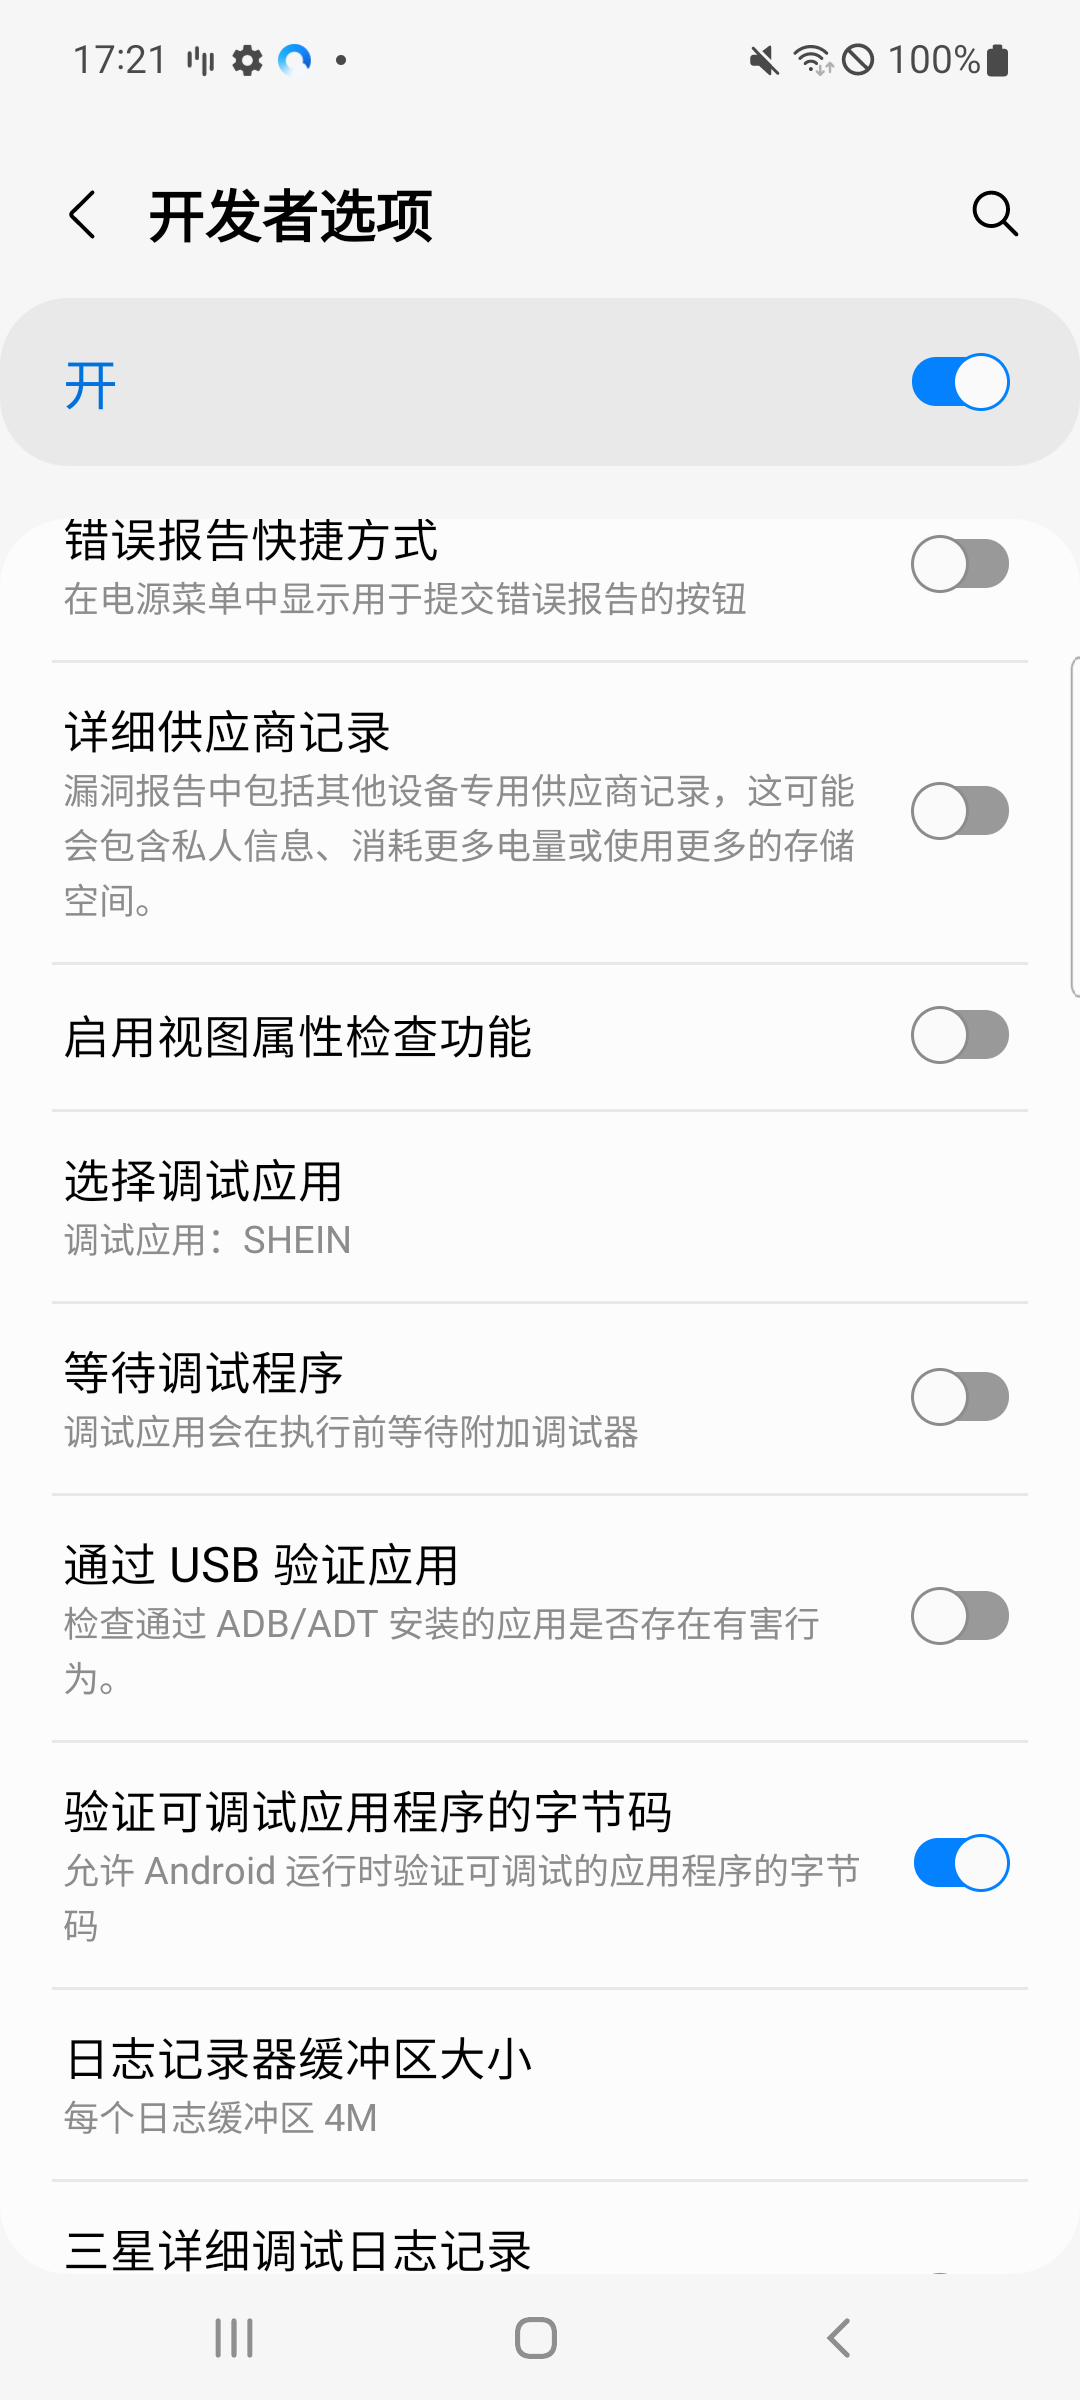 17:21
100%
开发者选项
开
错误报告快捷方式
在电源菜单中显示用于提交错误报告的按钮
详细供应商记录
漏洞报告中包括其他设备专用供应商记录，这可能
会包含私人信息、消耗更多电量或使用更多的存储
空间。
启用视图属性检查功能
选择调试应用
调试应用：SHEIN
等待调试程序
调试应用会在执行前等待附加调试器
通过 USB 验证应用
检查通过 ADB/ADT 安装的应用是否存在有害行
为。
验证可调试应用程序的字节码
允许 Android 运行时验证可调试的应用程序的字节
码
日志记录器缓冲区大小
每个日志缓冲区 4M
三星详细调试日志记录